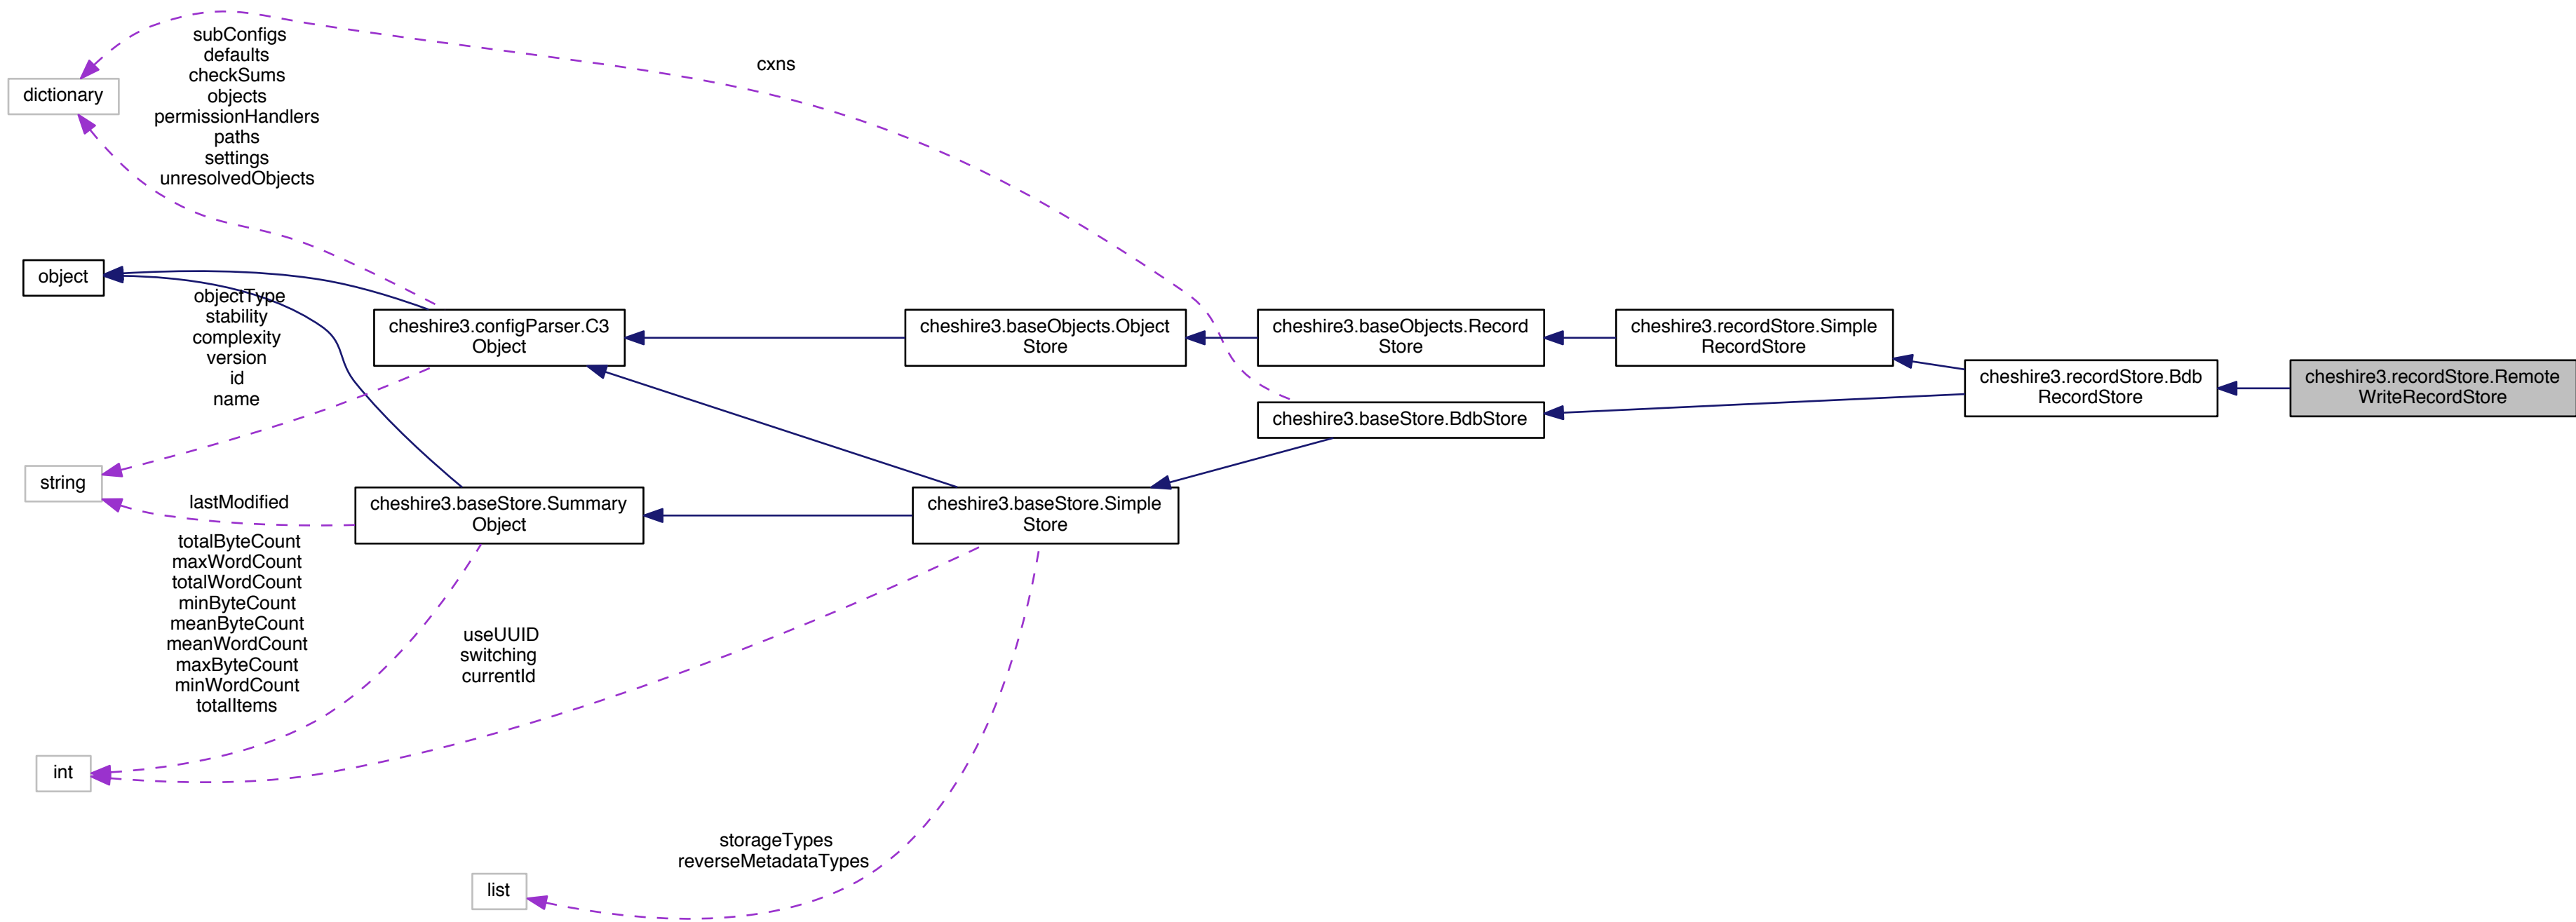 subConfigs
defaults
checkSums
objects
permissionHandlers
paths
settings
unresolvedObjects
cxns
dictionary
object
objectType
stability
complexity
version
id
name
cheshire3.configParser.C3
Object
cheshire3.baseObjects.Object
Store
cheshire3.baseObjects.Record
Store
cheshire3.recordStore.Simple
RecordStore
cheshire3.recordStore.Bdb
RecordStore
cheshire3.recordStore.Remote
WriteRecordStore
cheshire3.baseStore.BdbStore
string
lastModified
cheshire3.baseStore.Summary
Object
cheshire3.baseStore.Simple
Store
totalByteCount
maxWordCount
totalWordCount
minByteCount
meanByteCount
meanWordCount
maxByteCount
minWordCount
totalItems
useUUID
switching
currentId
int
storageTypes
reverseMetadataTypes
list